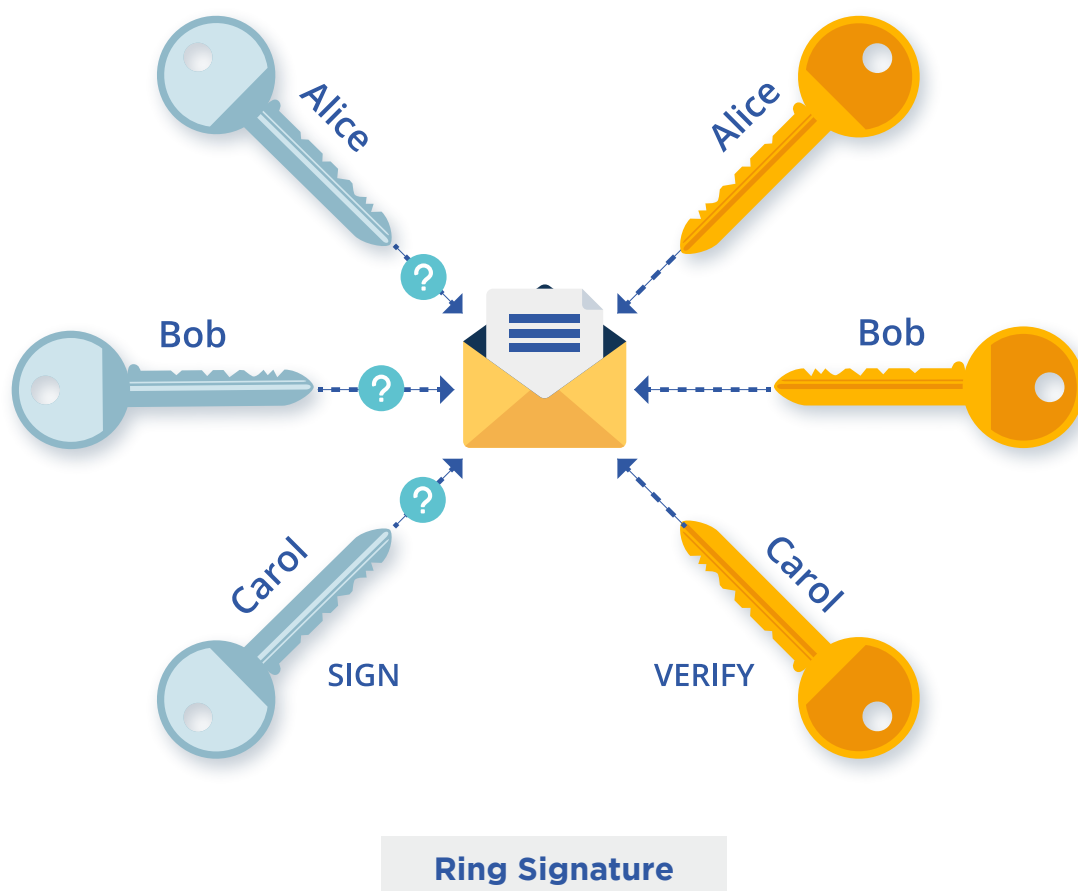 Alice
Alice
?
Bob
Bob
?
?
Carol
Carol
SIGN
VERIFY
Ring Signature